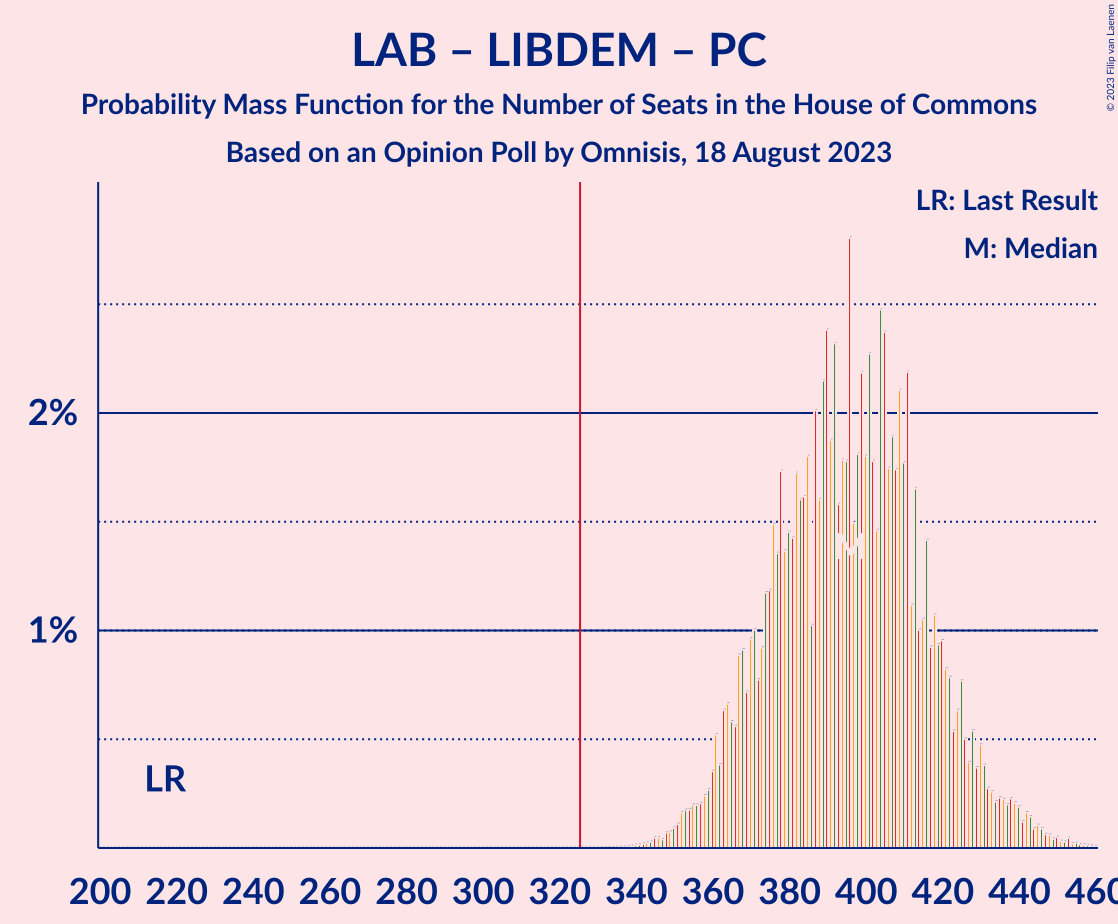 LAB – LIBDEM – PC
Probability Mass Function for the Number of Seats in the House of Commons
Based on an Opinion Poll by Omnisis, 18 August 2023
© 2023 Filip van Laenen
LR: Last Result
M: Median
2%
1%
LR
200 220 240 260 280 300 320 340 360 380 400 420 440 460